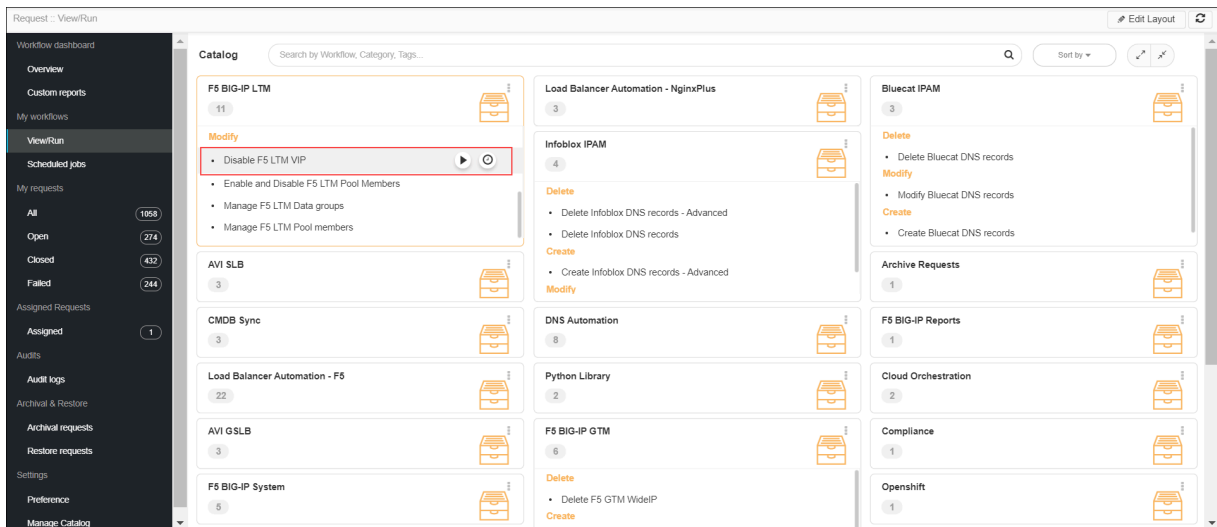 Request :: View/Run
Edit Layout
Workflow dashboard
Overview
Custom reports
My workflows
View/Run
Scheduled jobs
My requests
All 1058
Open 274
Closed 432
Failed 244
Assigned Requests
Assigned 1
Audits
Audit logs
Archival & Restore
Archival requests
Restore requests
Settings
Preference
Manage Catalog
Catalog
Search by Workflow, Category, Tags...
Sort by
F5 BIG-IP LTM
11
Modify
• Disable F5 LTM VIP
• Enable and Disable F5 LTM Pool Members
• Manage F5 LTM Data groups
• Manage F5 LTM Pool members
AVI SLB
3
CMDB Sync
3
Load Balancer Automation - F5
22
AVI GSLB
3
F5 BIG-IP System
5
Load Balancer Automation - NginxPlus
3
Infoblox IPAM
4
Delete
• Delete Infoblox DNS records - Advanced
• Delete Infoblox DNS records
Create
• Create Infoblox DNS records - Advanced
Modify
DNS Automation
8
Python Library
2
F5 BIG-IP GTM
6
Delete
• Delete F5 GTM WideIP
Create
Bluecat IPAM
3
Delete
• Delete Bluecat DNS records
Modify
• Modify Bluecat DNS records
Create
• Create Bluecat DNS records
Archive Requests
1
F5 BIG-IP Reports
1
Cloud Orchestration
2
Compliance
1
Openshift
1